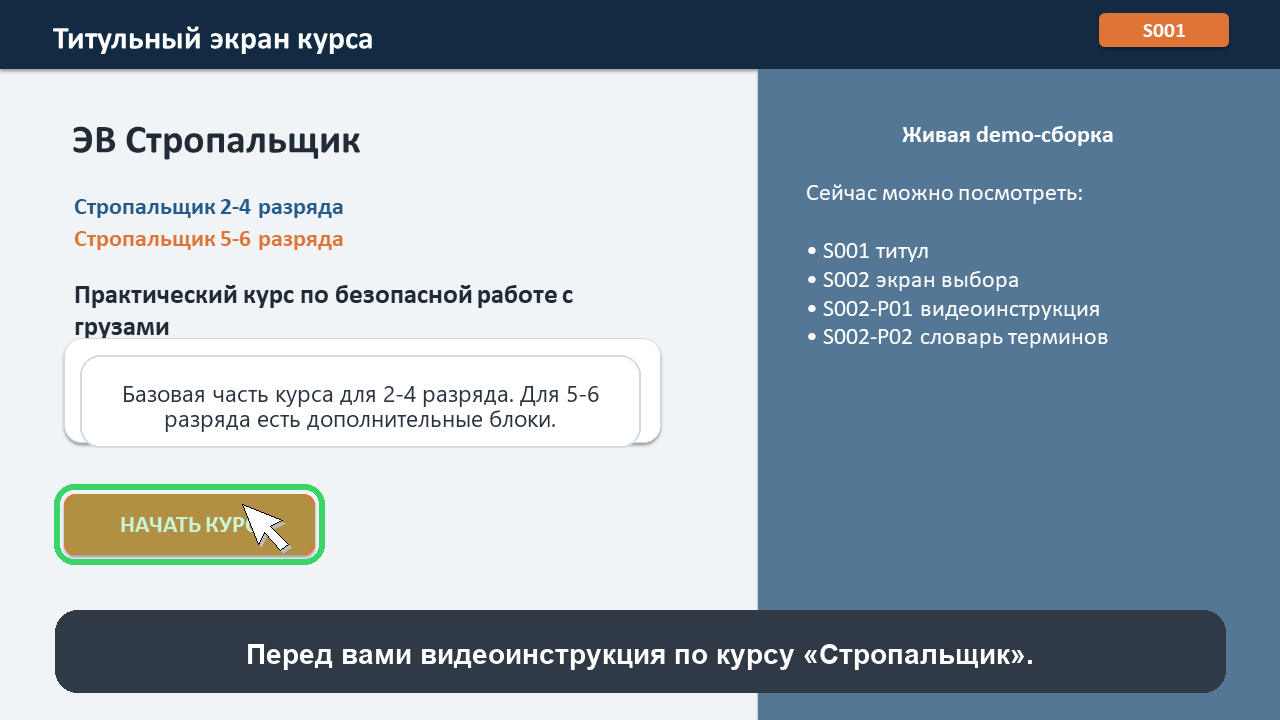 Титульный экран курса
S001
ЭВ Стропальщик
Стропальщик 2-4 разряда
Стропальщик 5-6 разряда
Практический курс по безопасной работе с
грузами
Базовая часть курса для 2-4 разряда. Для 5-6
разряда есть дополнительные блоки.
НАЧАТЬ КУРС
Живая demo-сборка
Сейчас можно посмотреть:
• S001 титул
• S002 экран выбора
• S002-P01 видеоинструкция
• S002-P02 словарь терминов
Перед вами видеоинструкция по курсу «Стропальщик».